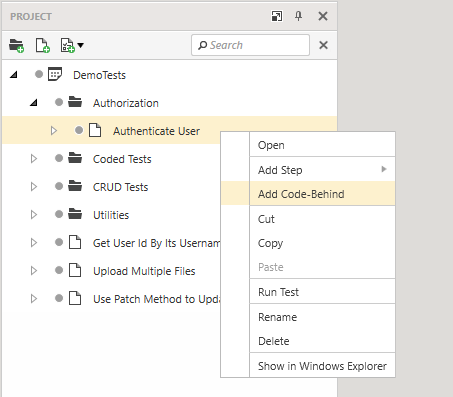 PROJECT
Search
DemoTests
Authorization
Authenticate User
Open
Coded Tests
Add Step
CRUD Tests
Add Code-Behind
Utilities
Cut
Get User Id By Its Usernam
Copy
Upload Multiple Files
Paste
Use Patch Method to Upda
Run Test
Rename
Delete
Show in Windows Explorer